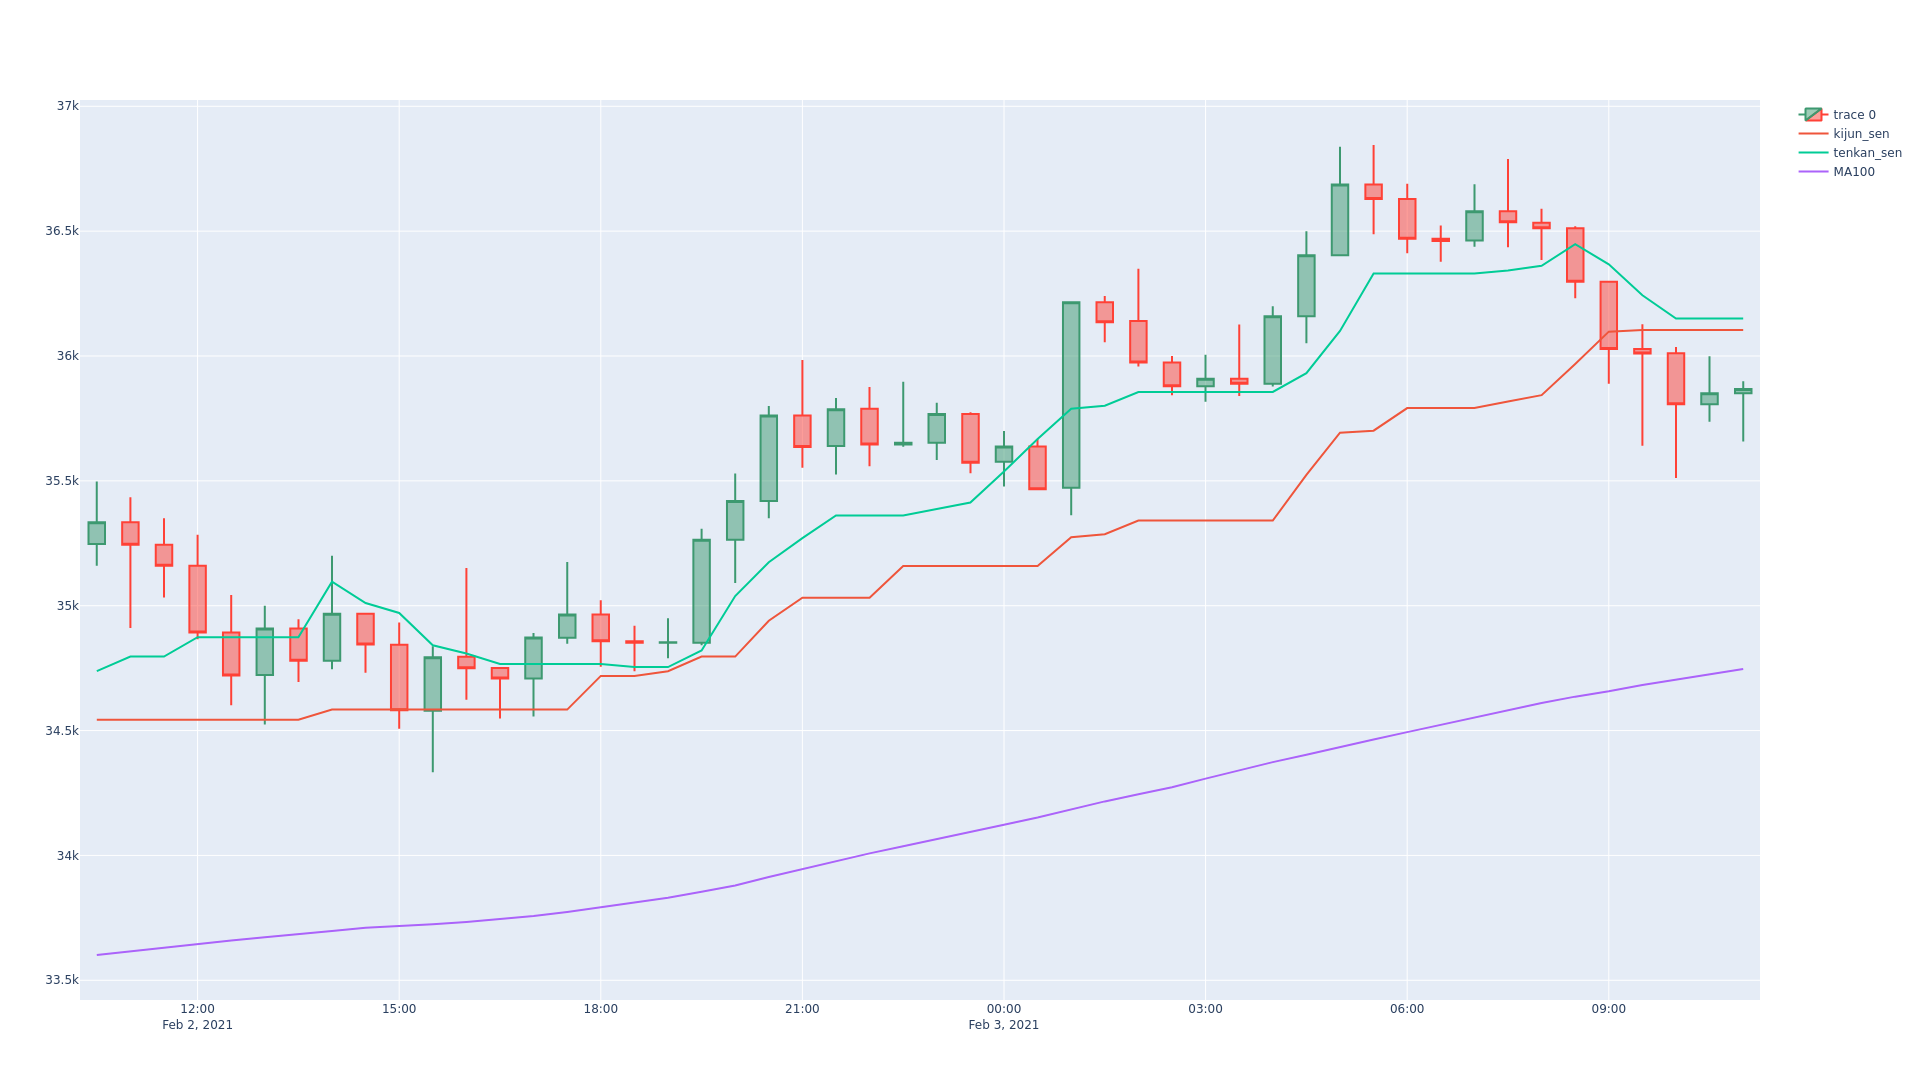 37k
36.5k
36k
35.5k
35k
34.5k
34k
33.5k
12:00
Feb 2, 2021
15:00
18:00
21:00
00:00
Feb 3, 2021
03:00
06:00
09:00
trace 0
kijun_sen
tenkan_sen
MA100